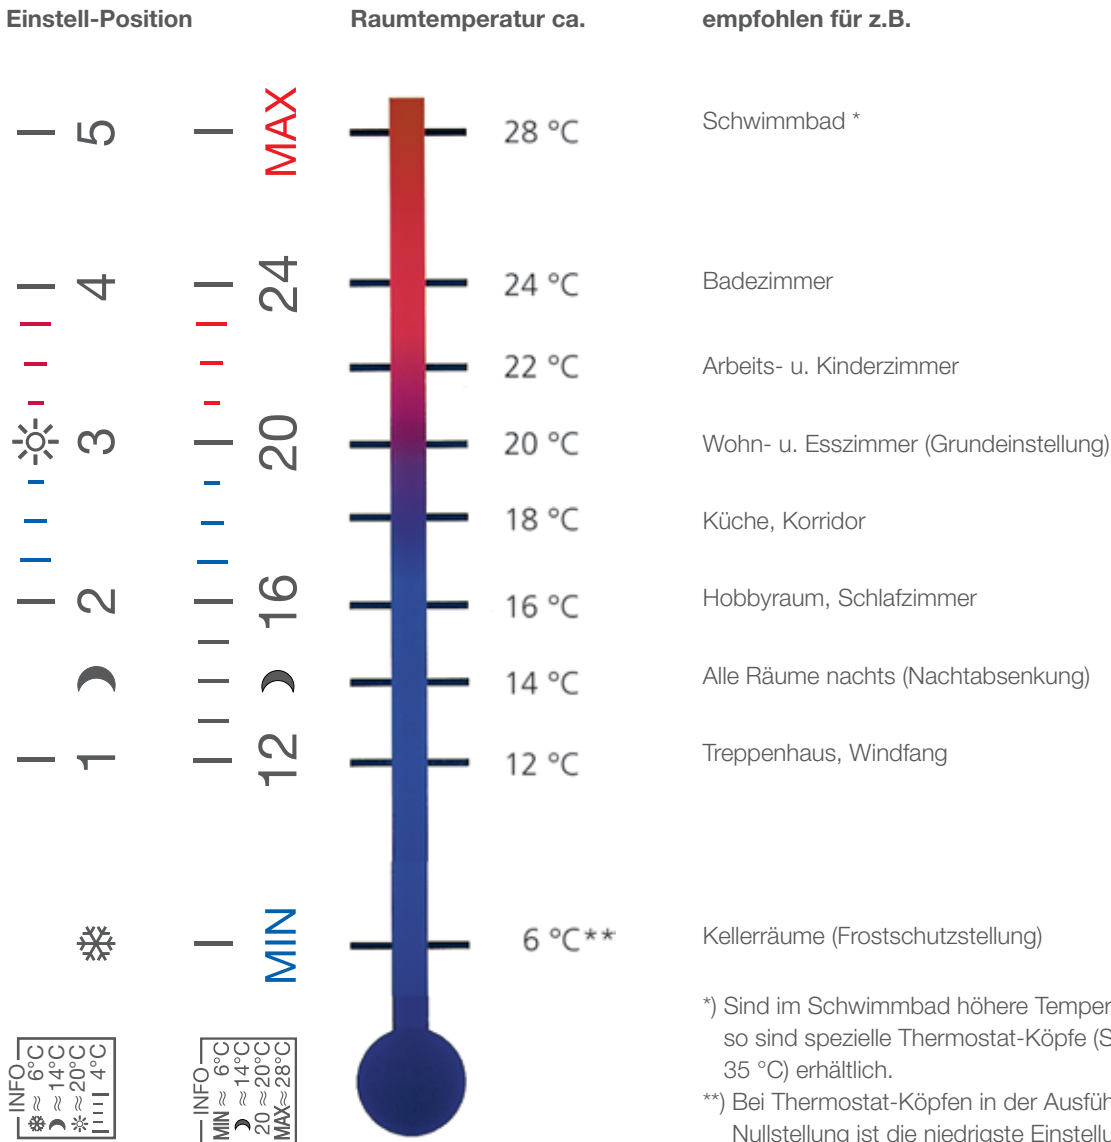 Einstell-Position Raumtemperatur ca. empfohlen für z.B.
5 MAX 28 °C Schwimmbad *
4 24 24 °C Badezimmer
22 °C Arbeits- u. Kinderzimmer
3 20 20 °C Wohn- u. Esszimmer (Grundeinstellung)
18 °C Küche, Korridor
2 16 16 °C Hobbyraum, Schlafzimmer
14 °C Alle Räume nachts (Nachtabsenkung)
1 12 12 °C Treppenhaus, Windfang
MIN 6 °C** Kellerräume (Frostschutzstellung)
*) Sind im Schwimmbad höhere Temper
so sind spezielle Thermostat-Köpfe (S
35 °C) erhältlich.
**) Bei Thermostat-Köpfen in der Ausfüh
Nullstellung ist die niedrigste Einstellu
INFO
≈ 6°C
≈ 14°C
≈ 20°C
4°C
INFO
MIN ≈ 6°C
≈ 14°C
20 ≈ 20°C
MAX≈ 28°C